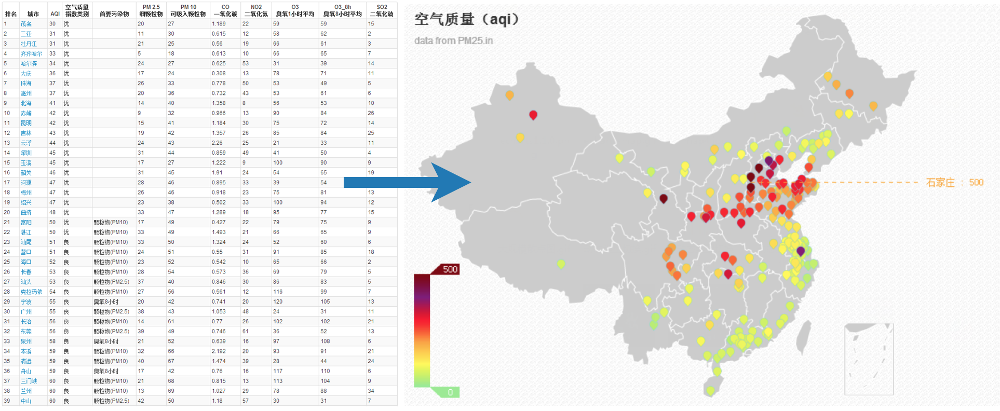 排名 城市 AQI 空气质量指数类别 首要污染物 PM 2.5 细颗粒物 PM 10 可吸入颗粒物 CO 一氧化碳 NO2 二氧化氮 O3 臭氧1小时平均 O3_8h 臭氧8小时平均 SO2 二氧化硫
1 茂名 30 优 20 27 1.189 22 59 59 15
2 三亚 31 优 11 30 0.615 12 58 62 2
3 牡丹江 31 优 21 25 0.56 19 66 61 3
4 齐齐哈尔 33 优 5 18 0.613 10 66 65 7
5 哈尔滨 34 优 24 27 0.625 53 31 39 14
6 大庆 36 优 17 24 0.308 13 78 71 11
7 珠海 37 优 26 33 0.778 50 53 49 5
8 惠州 37 优 20 36 0.732 43 53 61 6
9 北海 41 优 14 40 1.358 8 56 53 10
10 赤峰 42 优 9 32 0.966 13 90 84 26
11 昆明 42 优 15 41 1.184 30 75 72 14
12 吉林 43 优 19 42 1.357 26 85 84 25
13 云浮 44 优 24 43 2.26 25 21 33 11
14 深圳 45 优 31 44 0.859 49 41 50 4
15 玉溪 45 优 17 27 1.222 9 100 90 9
16 韶关 46 优 31 45 1.91 24 54 65 19
17 河源 47 优 28 46 0.895 33 39 54
18 梅州 47 优 26 46 0.918 23 75 81 13
19 绍兴 47 优 23 38 0.502 33 100 94 12
20 曲靖 48 优 33 47 1.289 18 95 77 15
21 富阳 50 优 颗粒物(PM10) 17 49 0.427 22 79 75 9
22 湛江 50 优 颗粒物(PM10) 33 49 1.493 21 66 65 9
23 汕尾 51 良 颗粒物(PM10) 33 50 1.324 24 52 60 6
24 营口 51 良 颗粒物(PM10) 24 51 0.55 31 91 85 18
25 海口 52 良 颗粒物(PM10) 23 52 0.542 10 65 66 2
26 长春 53 良 颗粒物(PM10) 28 54 0.573 36 69 79 5
27 汕头 53 良 颗粒物(PM2.5) 37 40 0.846 30 86 83 5
28 克拉玛依 54 良 颗粒物(PM10) 27 56 0.561 12 116 99 7
29 宁波 55 良 臭氧8小时 20 42 0.741 20 120 105 13
30 广州 55 良 颗粒物(PM2.5) 38 43 1.053 48 24 31 11
31 长治 56 良 颗粒物(PM10) 14 61 0.77 26 102 102 21
32 东莞 56 良 颗粒物(PM2.5) 39 49 0.746 61 36 52 13
33 泉州 58 良 臭氧8小时 21 52 0.639 16 97 108 6
34 本溪 59 良 颗粒物(PM10) 32 66 2.192 20 93 91 21
35 清远 59 良 颗粒物(PM10) 40 67 1.474 39 28 44 24
36 舟山 59 良 臭氧8小时 17 42 0.76 16 117 110 6
37 三门峡 60 良 颗粒物(PM10) 21 68 0.815 13 113 104 9
38 兰州 60 良 颗粒物(PM10) 13 69 1.027 29 78 88 34
39 中山 60 良 颗粒物(PM2.5) 42 50 1.18 57 30 31 7
空气质量（aqi）
data from PM25.in
石家庄 : 500
500
0